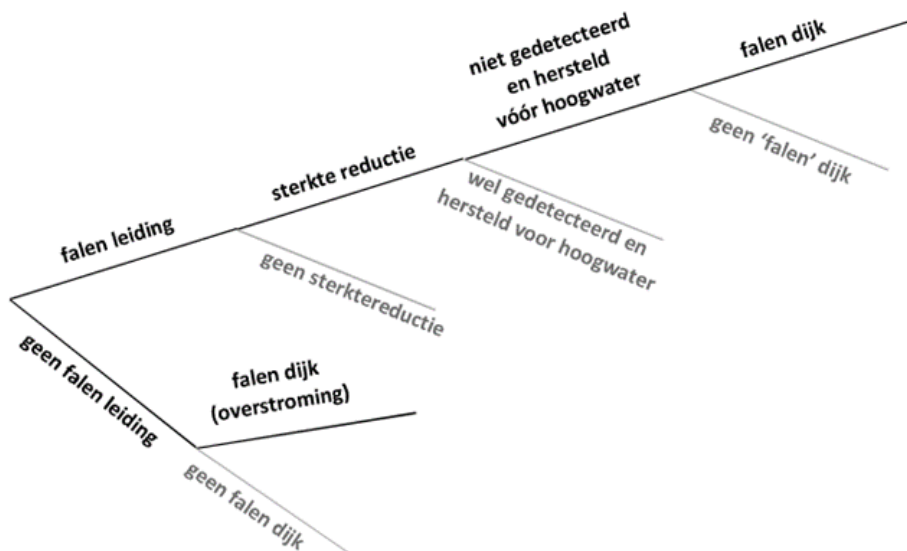 niet gedetecteerd
en hersteld
vóór hoogwater
falen dijk
geen ‘falen’ dijk
sterkte reductie
wel gedetecteerd en
hersteld voor hoogwater
falen leiding
geen sterktereductie
geen falen leiding
falen dijk
(overstroming)
geen falen dijk